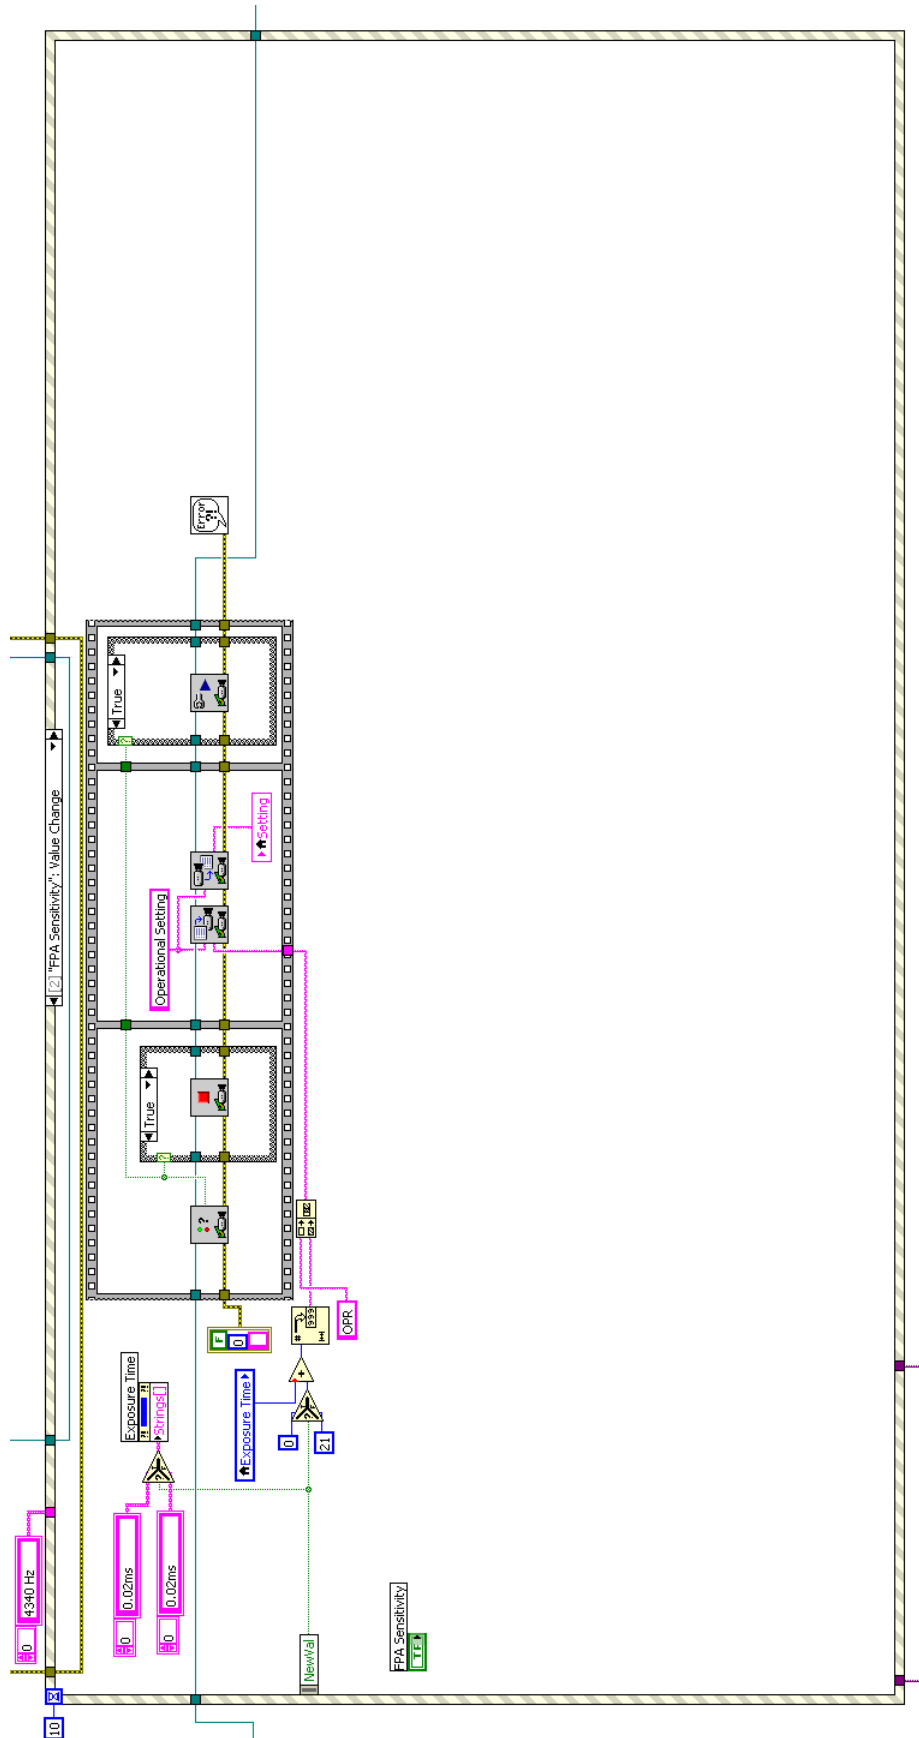 10
0
4340 Hz
[2] "FPA Sensitivity": Value Change
0
0.02ms
0
0.02ms
Exposure Time
Strings[]
Exposure Time
0
21
NewVal
FPA Sensitivity
TF
F
0
OPR
999
?
True
Operational Setting
Setting
?
True
Error
?!